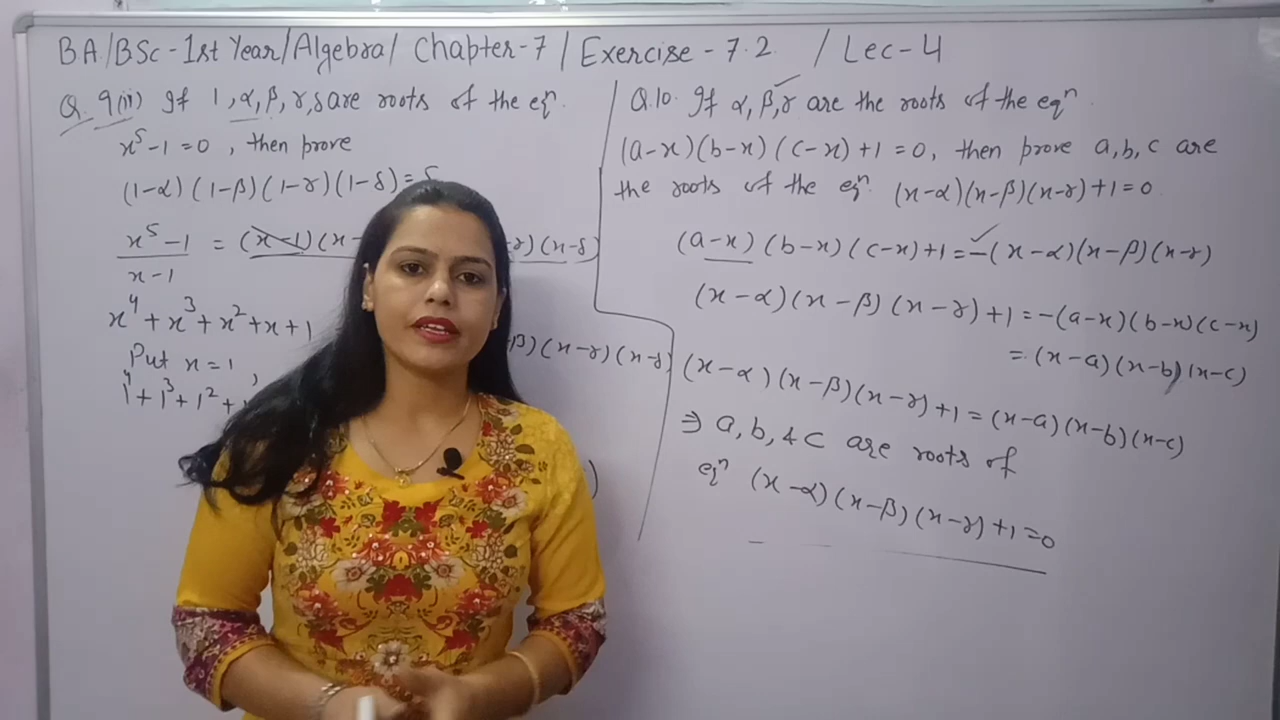 BA/BSc-1st Year/Algebra/ Chapter-7/ Exercise-7.2 / Lec-4
Q. 9(ii) If 1, α, β, γ, δ are roots of the eqⁿ.
x⁵-1=0, then prove
(1-α)(1-β)(1-γ)(1-δ)=5
x⁵-1 = (x-1)(x- -γ)(x-δ)
x-1
x⁴+x³+x²+x+1
β)(x-γ)(x-δ)
Put x=1,
1⁴+1³+1²+
)
Q.10. If α, β, γ are the roots of the eqⁿ
(a-x)(b-x)(c-x)+1=0, then prove a, b, c are
the roots of the eqⁿ. (x-α)(x-β)(x-γ)+1=0
(a-x)(b-x)(c-x)+1=-(x-α)(x-β)(x-γ)
(x-α)(x-β)(x-γ)+1=-(a-x)(b-x)(c-x)
=(x-a)(x-b)(x-c)
(x-α)(x-β)(x-γ)+1=(x-a)(x-b)(x-c)
⇒ a, b, & c are roots of
eqⁿ (x-α)(x-β)(x-γ)+1=0